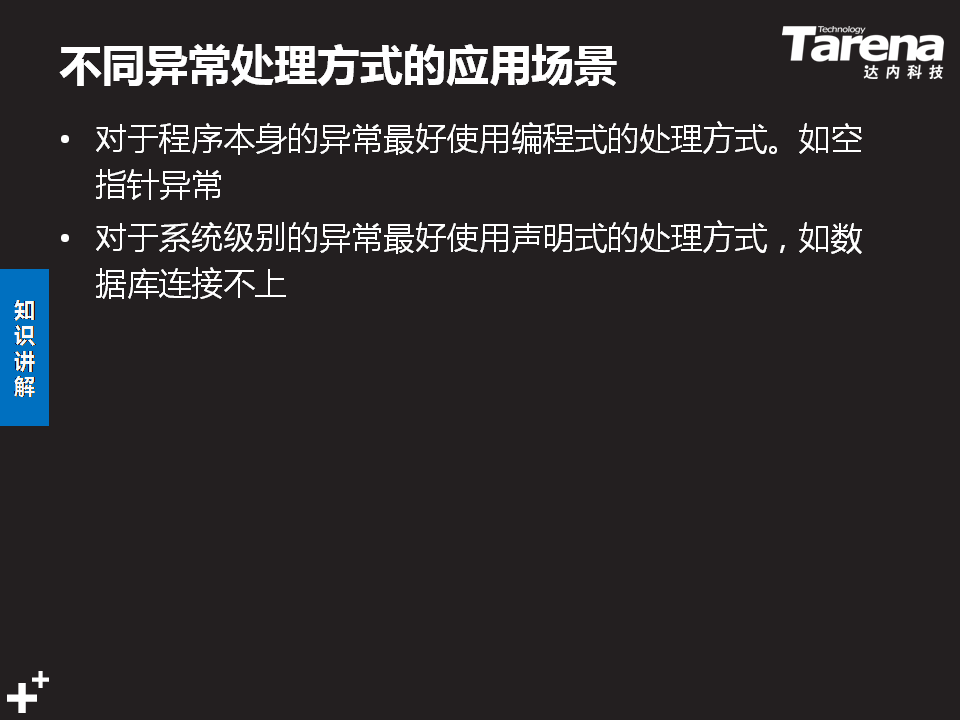 不同异常处理方式的应用场景
Technology
Tarena
达内科技
• 对于程序本身的异常最好使用编程式的处理方式。如空
指针异常
• 对于系统级别的异常最好使用声明式的处理方式，如数
据库连接不上
知
识
讲
解